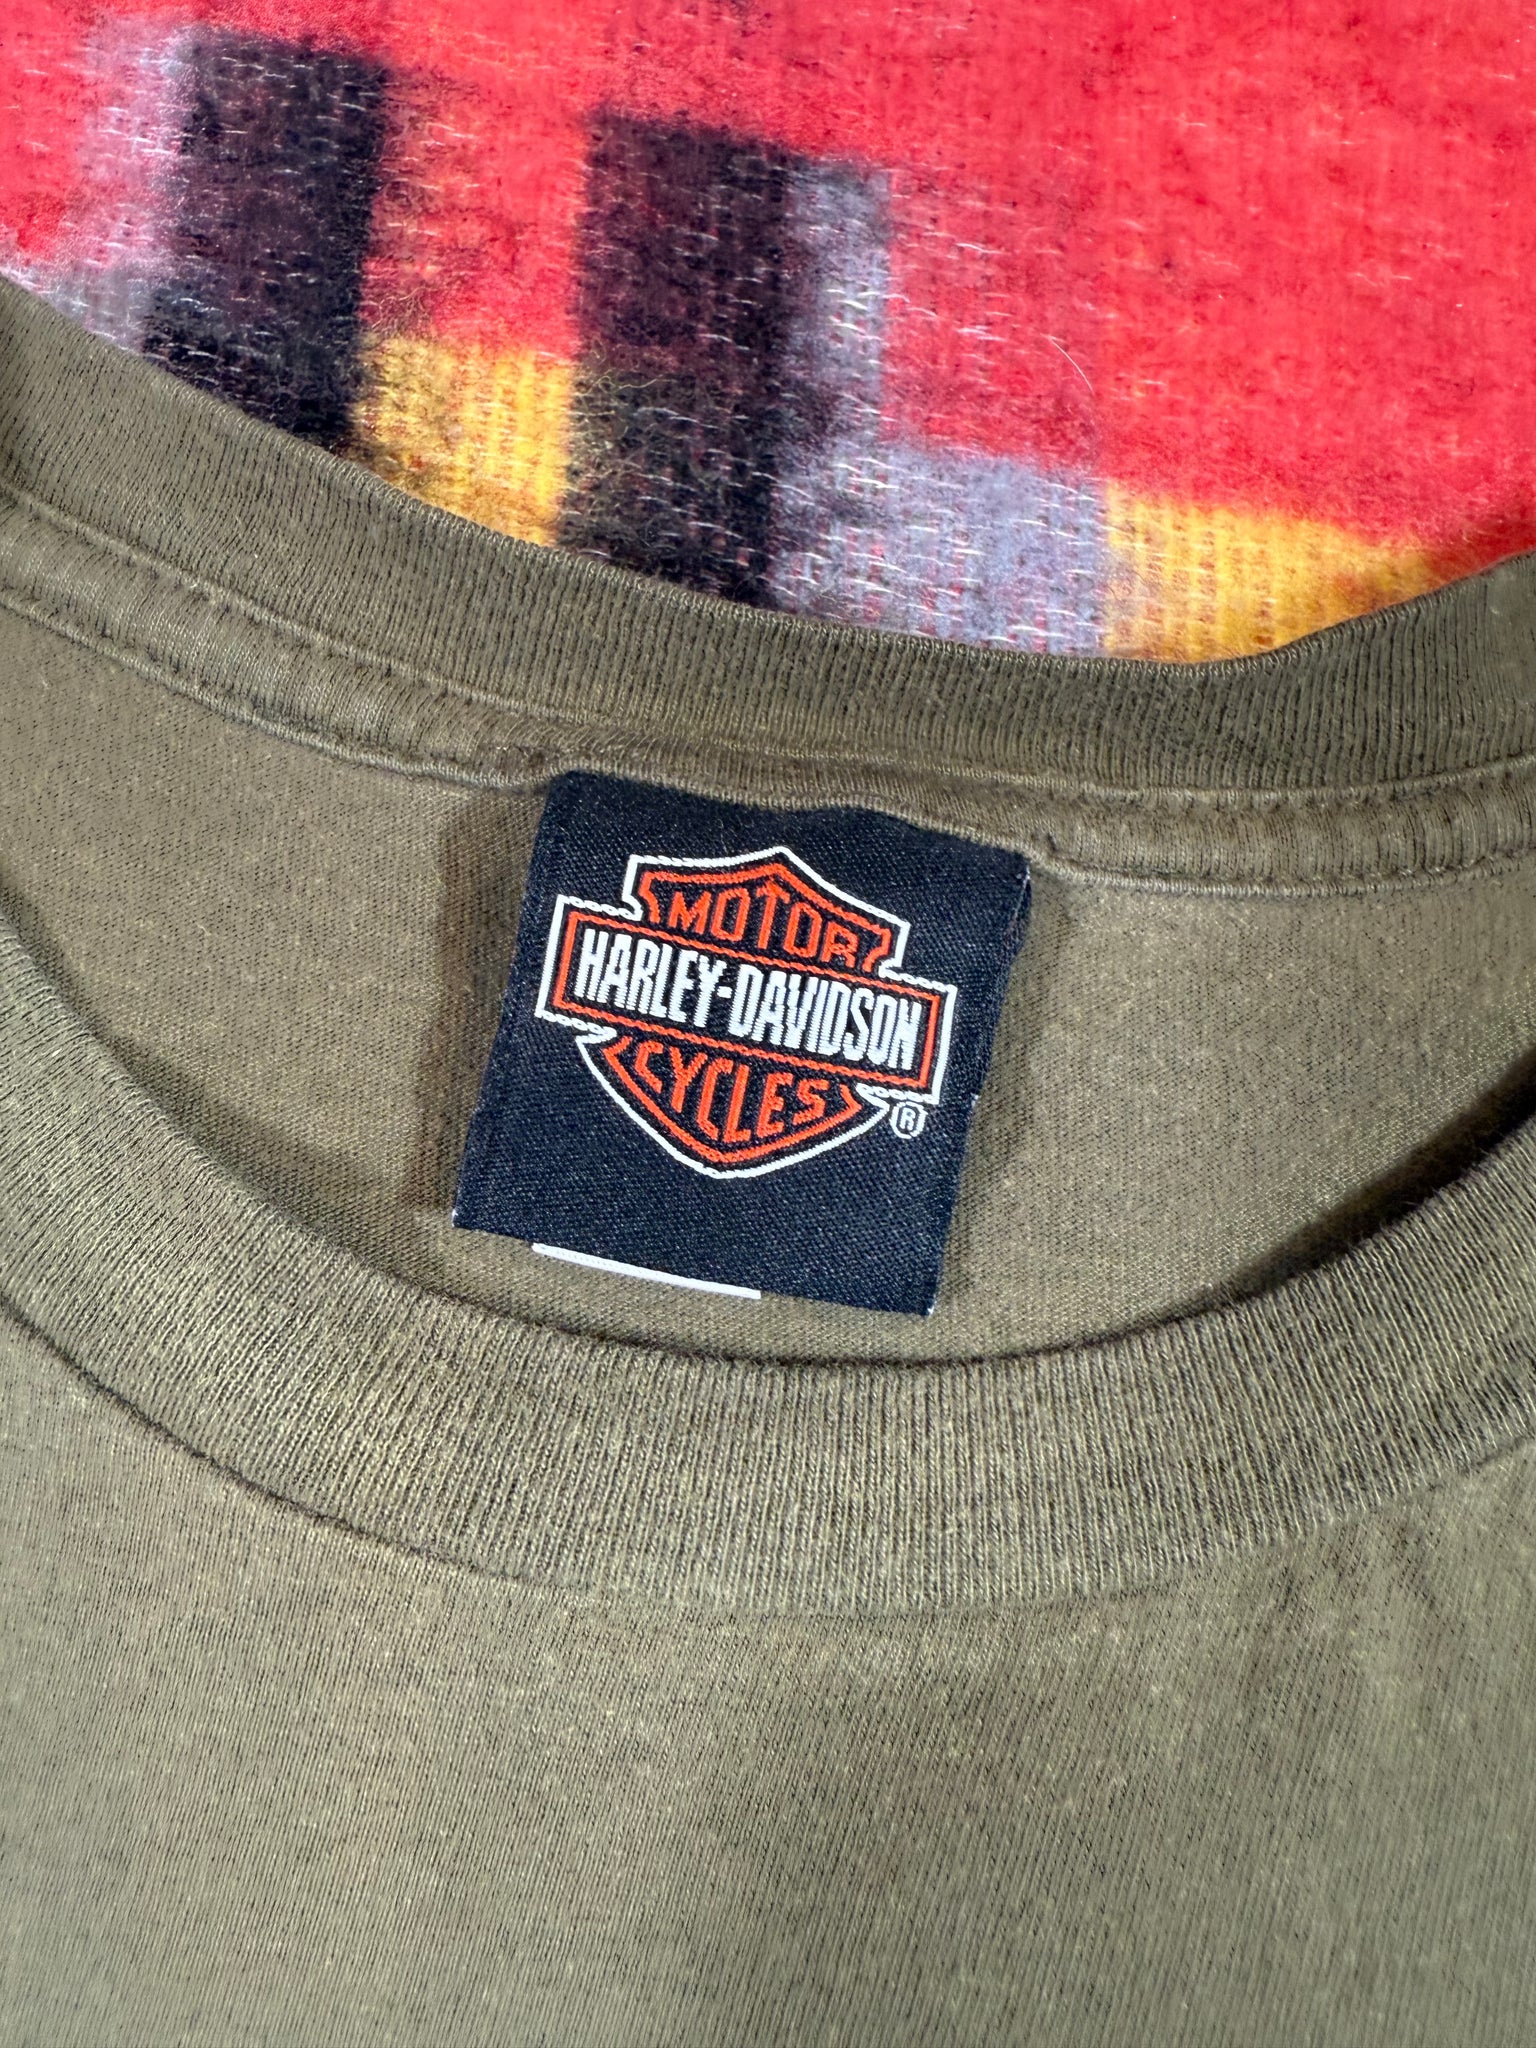 MOTOR
HARLEY-DAVIDSON
CYCLES
®